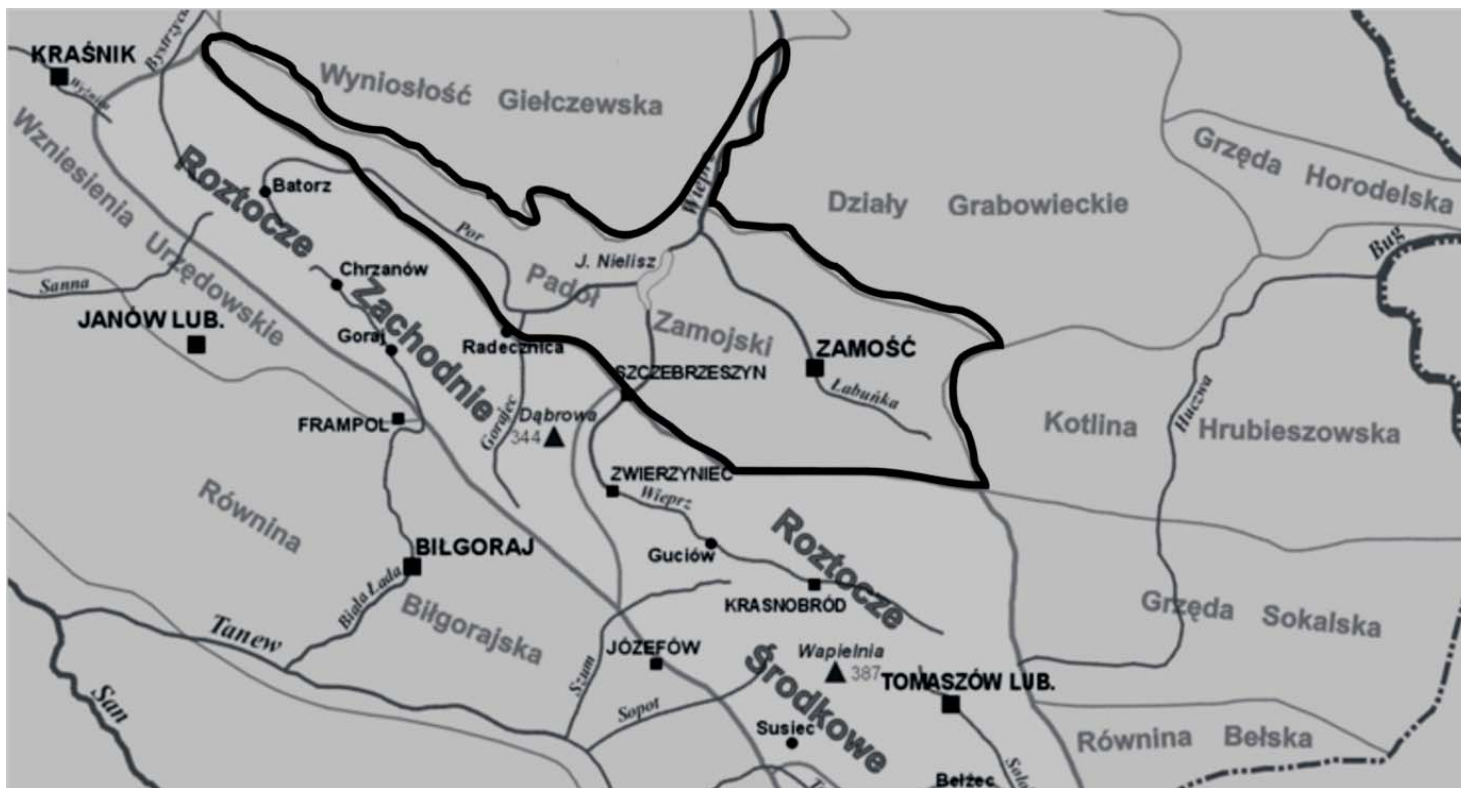 KRAŚNIK
Bystrzyca
Wyżnica
Wyniosłość Giełczewska
Wzniesienia Urzędowskie
Roztocze Zachodnie
Batorz
Por
Wieprz
Działy Grabowieckie
Grzęda Horodelska
Bug
Sanna
Chrzanów
J. Nielisz
Padół
Zamojski
JANÓW LUB.
Goraj
Radecznica
ZAMOŚĆ
SZCZEBRZESZYN
Łabuńka
Huczwa
FRAMPOL
Gorajec
Dąbrowa
344
Kotlina Hrubieszowska
ZWIERZYNIEC
Wieprz
Równina
Biłgorajska
Roztocze
Środkowe
Guciów
BIŁGORAJ
Biała Łada
KRASNOBRÓD
Grzęda Sokalska
Tanew
JÓZEFÓW
Szum
Wapielnia
387
TOMASZÓW LUB.
San
Sopot
Susiec
Równina Bełska
Bełżec